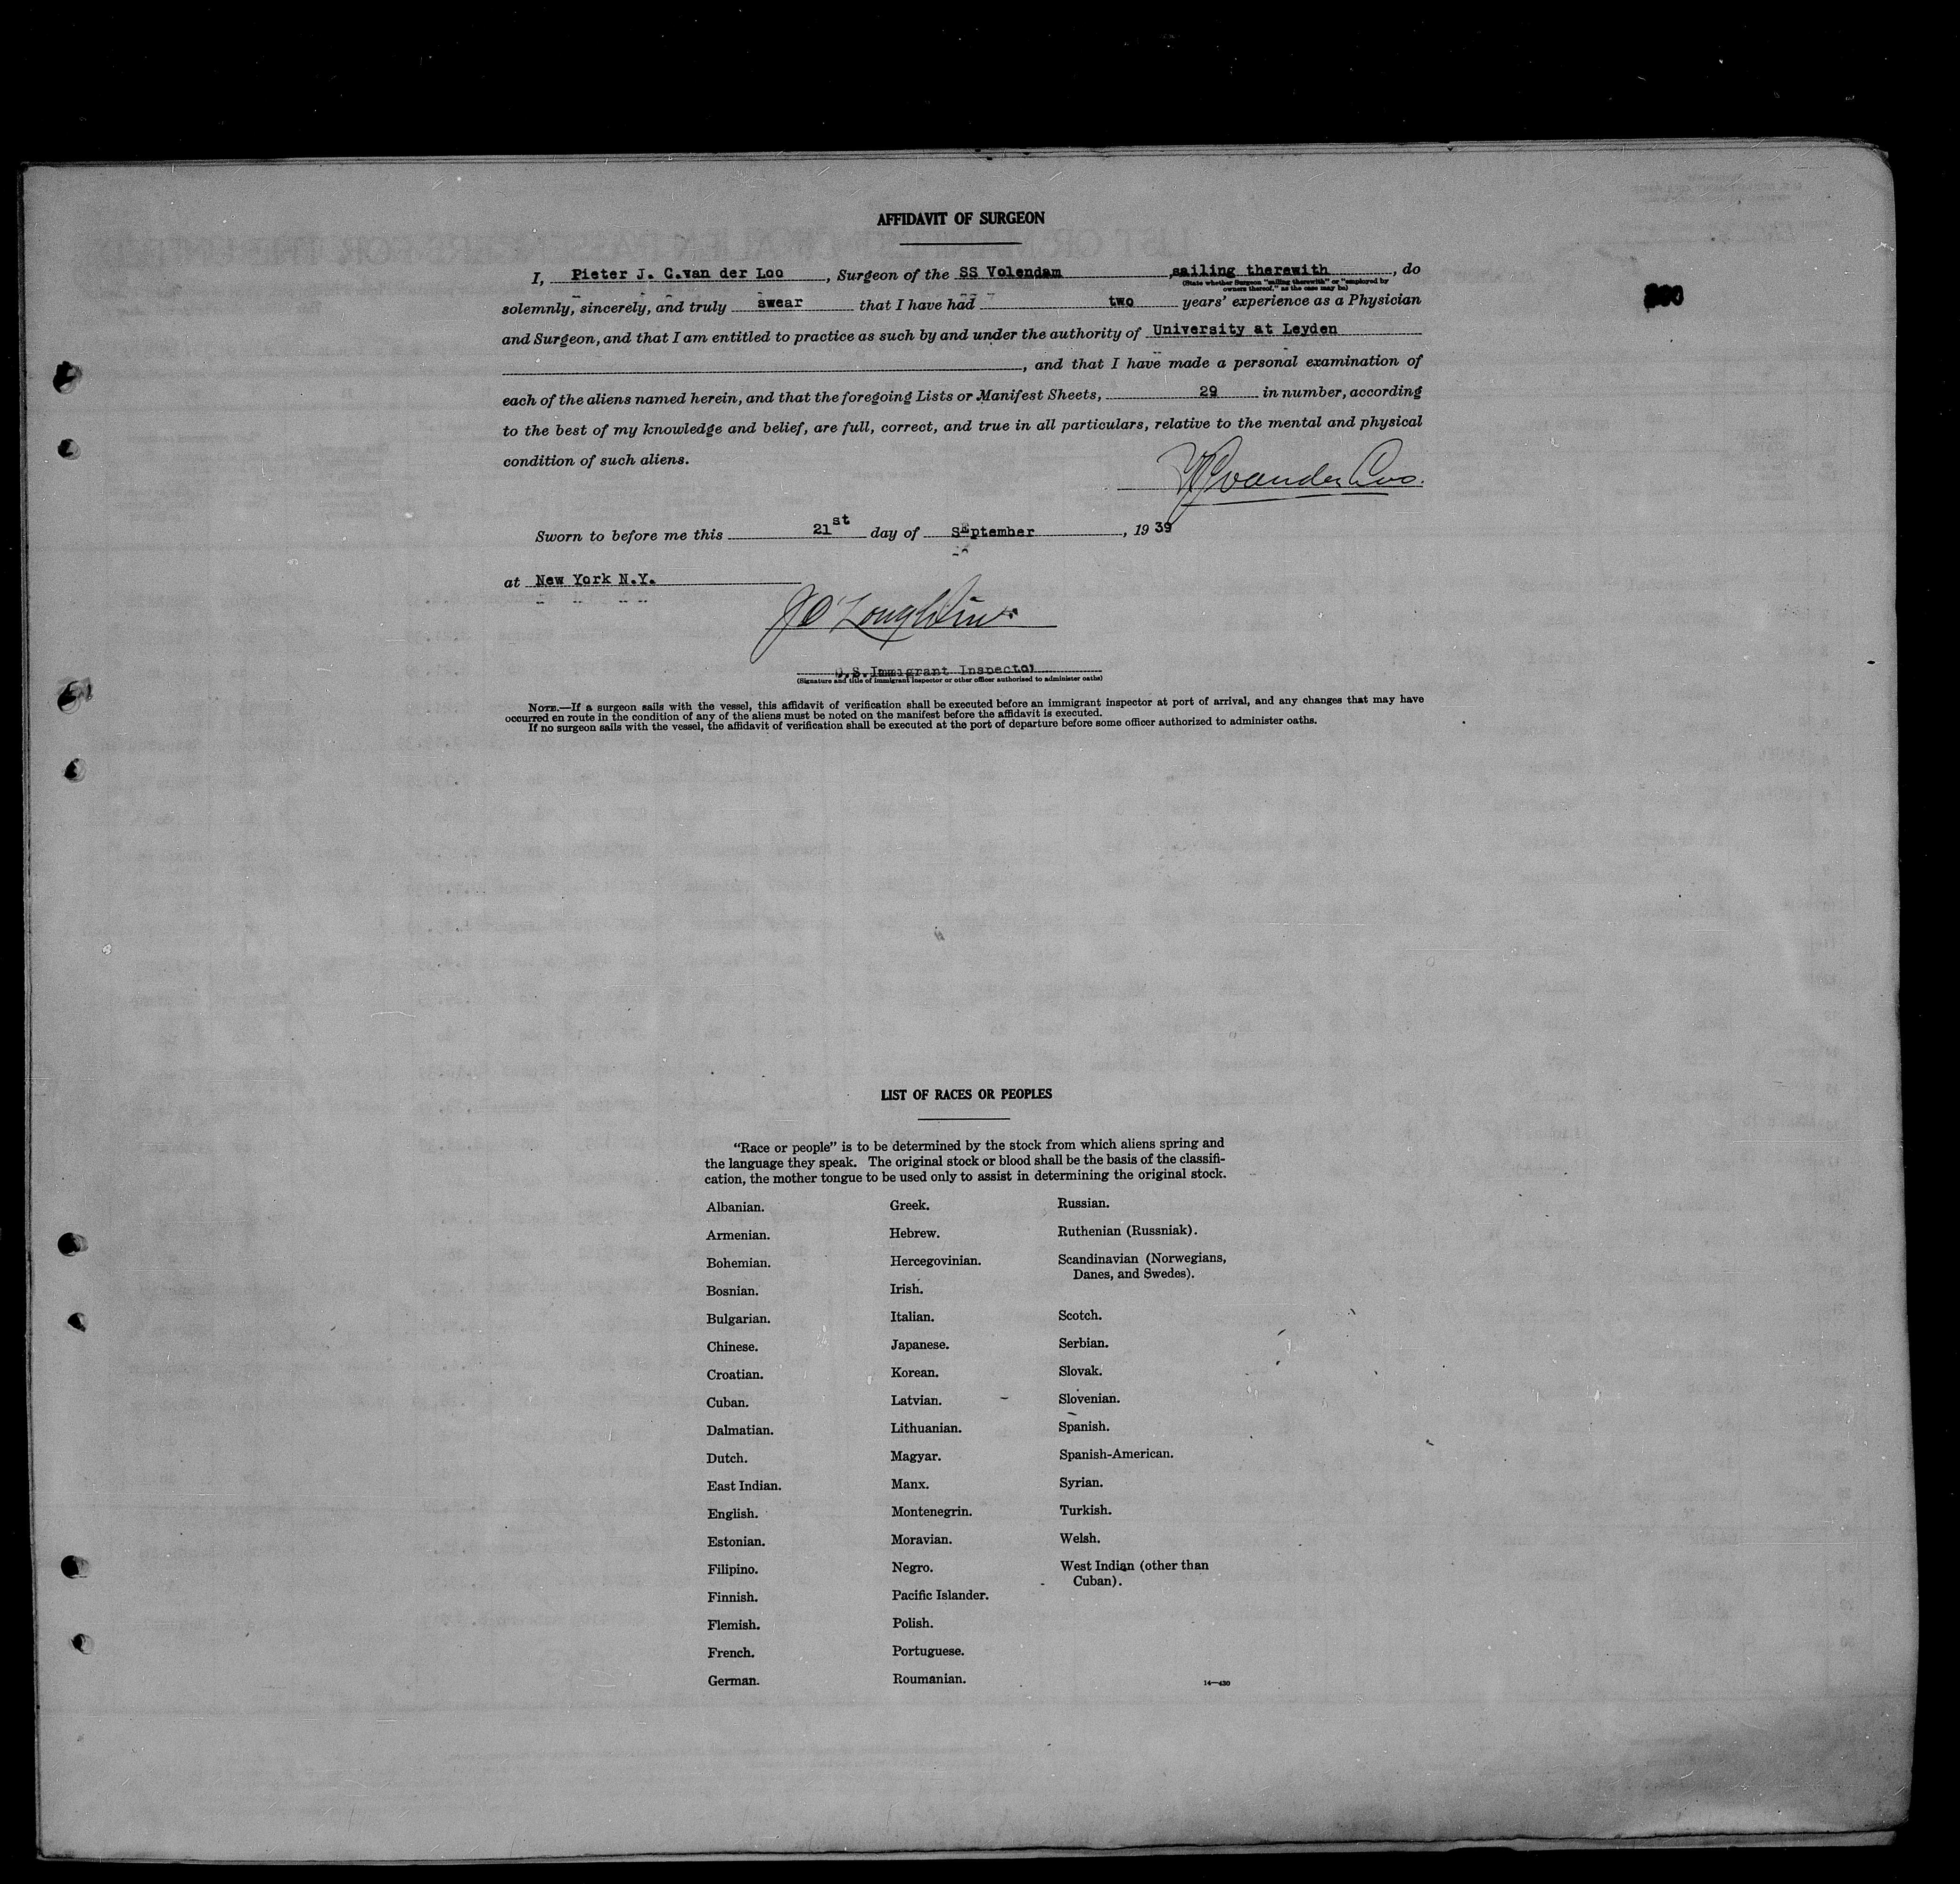 AFFIDAVIT OF SURGEON
I, Pieter J. C.van der Loo, Surgeon of the SS Volendam, sailing therewith, do
(State whether Surgeon "sailing therewith" or "employed by
owners thereof," as the case may be)
solemnly, sincerely, and truly swear that I have had two years' experience as a Physician
and Surgeon, and that I am entitled to practice as such by and under the authority of University at Leyden
, and that I have made a personal examination of
each of the aliens named herein, and that the foregoing Lists or Manifest Sheets, 29 in number, according
to the best of my knowledge and belief, are full, correct, and true in all particulars, relative to the mental and physical
condition of such aliens.
van der Loo.
Sworn to before me this 21st day of September, 1939
at New York N.Y.
J O'Loughlin
U.S.Immigrant Inspector
(Signature and title of immigrant inspector or other officer authorized to administer oaths)
NOTE.—If a surgeon sails with the vessel, this affidavit of verification shall be executed before an immigrant inspector at port of arrival, and any changes that may have
occurred en route in the condition of any of the aliens must be noted on the manifest before the affidavit is executed.
If no surgeon sails with the vessel, the affidavit of verification shall be executed at the port of departure before some officer authorized to administer oaths.
LIST OF RACES OR PEOPLES
"Race or people" is to be determined by the stock from which aliens spring and
the language they speak. The original stock or blood shall be the basis of the classifi-
cation, the mother tongue to be used only to assist in determining the original stock.
Albanian.
Armenian.
Bohemian.
Bosnian.
Bulgarian.
Chinese.
Croatian.
Cuban.
Dalmatian.
Dutch.
East Indian.
English.
Estonian.
Filipino.
Finnish.
Flemish.
French.
German.
Greek.
Hebrew.
Hercegovinian.
Irish.
Italian.
Japanese.
Korean.
Latvian.
Lithuanian.
Magyar.
Manx.
Montenegrin.
Moravian.
Negro.
Pacific Islander.
Polish.
Portuguese.
Roumanian.
Russian.
Ruthenian (Russniak).
Scandinavian (Norwegians,
Danes, and Swedes).
Scotch.
Serbian.
Slovak.
Slovenian.
Spanish.
Spanish-American.
Syrian.
Turkish.
Welsh.
West Indian (other than
Cuban).
14—430